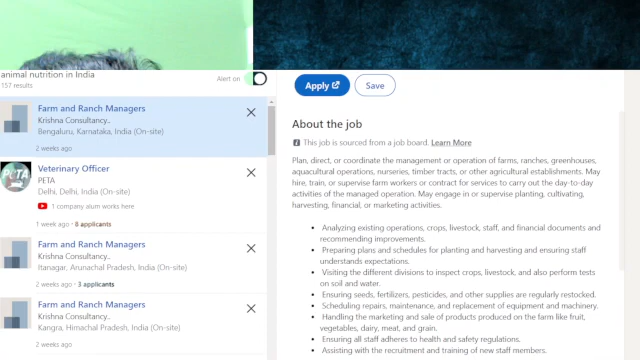 animal nutrition in India
157 results
Alert on
Farm and Ranch Managers
Krishna Consultancy..
Bengaluru, Karnataka, India (On-site)
2 weeks ago
Veterinary Officer
PETA
PETA
Delhi, Delhi, India (On-site)
1 company alum works here
1 week ago • 8 applicants
Farm and Ranch Managers
Krishna Consultancy..
Itanagar, Arunachal Pradesh, India (On-site)
2 weeks ago • 3 applicants
Farm and Ranch Managers
Krishna Consultancy..
Kangra, Himachal Pradesh, India (On-site)
2 weeks ago
Apply
Save
About the job
This job is sourced from a job board. Learn More
Plan, direct, or coordinate the management or operation of farms, ranches, greenhouses,
aquacultural operations, nurseries, timber tracts, or other agricultural establishments. May
hire, train, or supervise farm workers or contract for services to carry out the day-to-day
activities of the managed operation. May engage in or supervise planting, cultivating,
harvesting, financial, or marketing activities.
• Analyzing existing operations, crops, livestock, staff, and financial documents and
recommending improvements.
• Preparing plans and schedules for planting and harvesting and ensuring staff
understands expectations.
• Visiting the different divisions to inspect crops, livestock, and also perform tests
on soil and water.
• Ensuring seeds, fertilizers, pesticides, and other supplies are regularly restocked.
• Scheduling repairs, maintenance, and replacement of equipment and machinery.
• Handling the marketing and sale of products produced on the farm like fruit,
vegetables, dairy, meat, and grain.
• Ensuring all staff adheres to health and safety regulations.
• Assisting with the recruitment and training of new staff members.